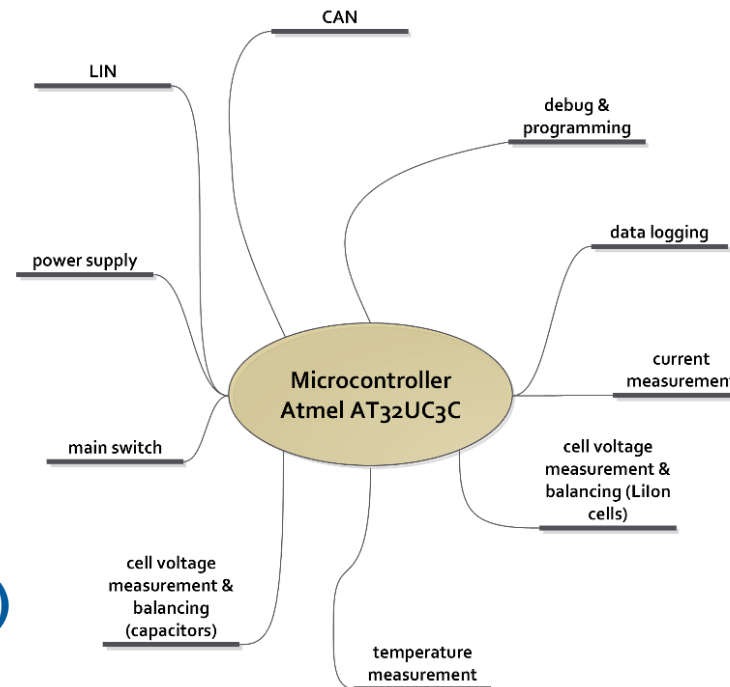 CAN
LIN
debug &
programming
data logging
power supply
Microcontroller
Atmel AT32UC3C
current
measurement
main switch
cell voltage
measurement &
balancing (LiIon
cells)
cell voltage
measurement &
balancing
(capacitors)
temperature
measurement